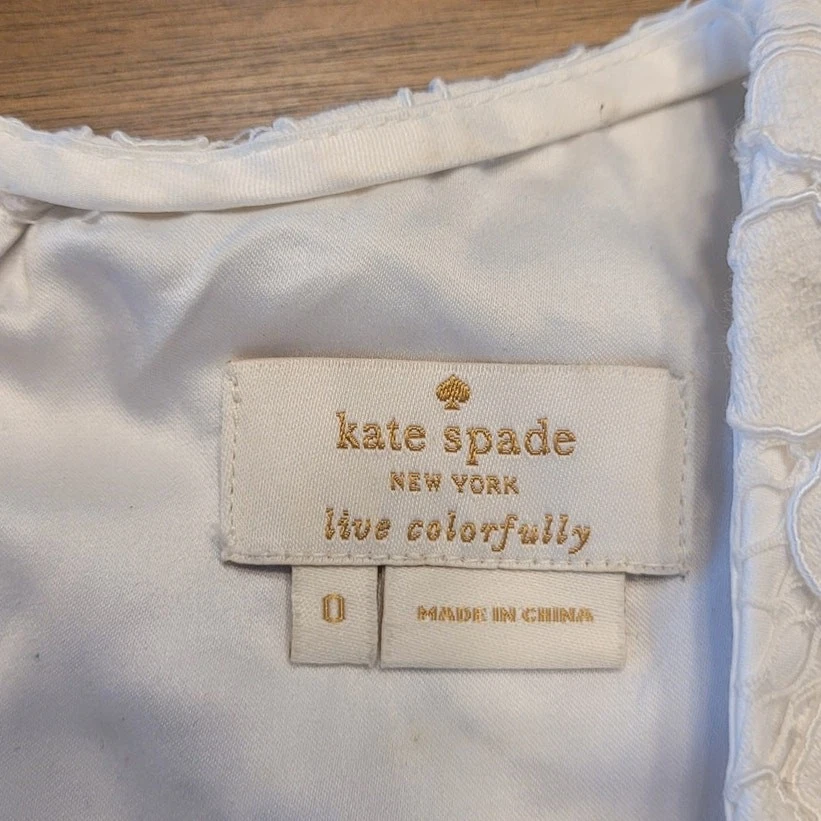 kate spade
NEW YORK
live colorfully
0
MADE IN CHINA